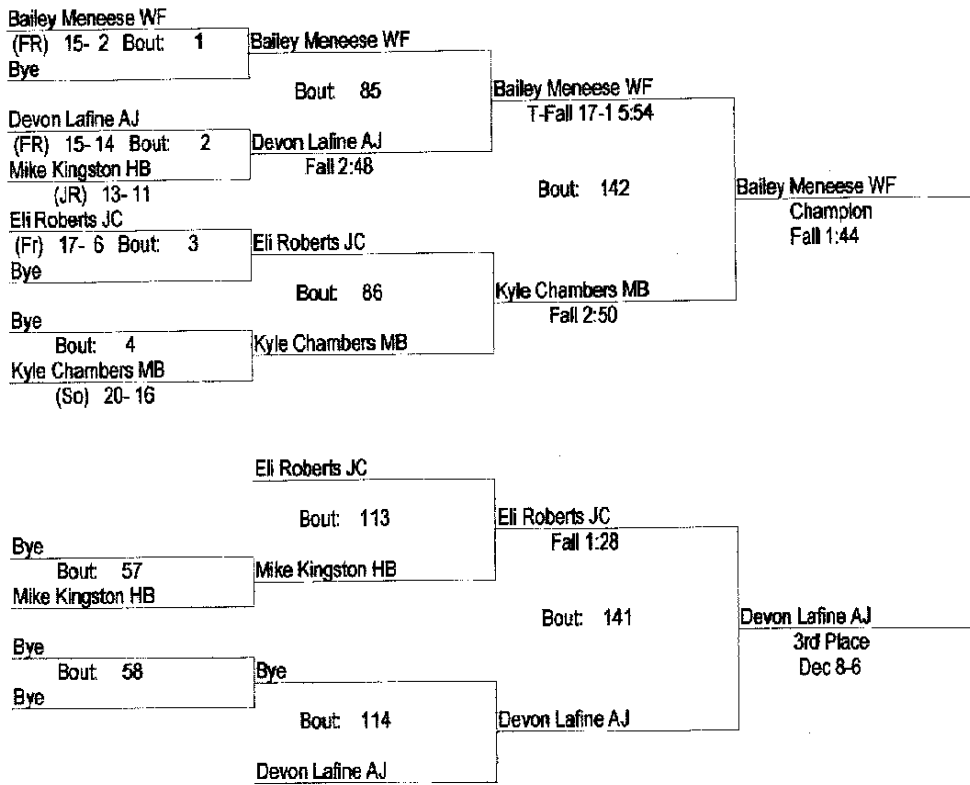 Bailey Meneese WF
(FR) 15- 2 Bout: 1
Bye
Bailey Meneese WF
Bout: 85
Devon Lafine AJ
(FR) 15- 14 Bout: 2
Mike Kingston HB
(JR) 13- 11
Devon Lafine AJ
Fall 2:48
Bailey Meneese WF
T-Fall 17-1 5:54
Bout: 142
Bailey Meneese WF
Champion
Fall 1:44
Eli Roberts JC
(Fr) 17- 6 Bout: 3
Bye
Eli Roberts JC
Bout: 86
Bye
Bout: 4
Kyle Chambers MB
(So) 20- 16
Kyle Chambers MB
Kyle Chambers MB
Fall 2:50
Eli Roberts JC
Bout: 113
Bye
Bout: 57
Mike Kingston HB
Mike Kingston HB
Eli Roberts JC
Fall 1:28
Bout: 141
Devon Lafine AJ
3rd Place
Dec 8-6
Bye
Bout: 58
Bye
Bye
Bout: 114
Devon Lafine AJ
Devon Lafine AJ